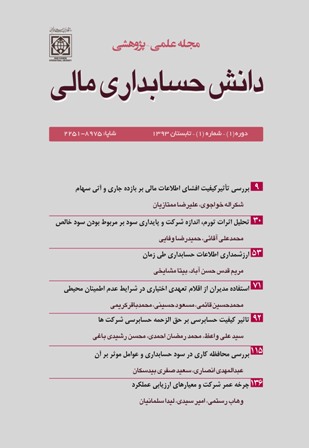 مجله علمی - پژوهشی
دانش حسابداری مالی
دوره (۱) - شماره (۱) - تابستان ۱۳۹۳
شاپا: ۸۹۷۵-۲۲۵۱
۹ بررسی تأثیر کیفیت افشای اطلاعات مالی بر بازده جاری و آتی سهام
شکراله خواجوی، علیرضا ممتازیان
۳۰ تحلیل اثرات تورم، اندازه شرکت و پایداری سود بر مربوط بودن سود خالص
محمدعلی آقائی، حمیدرضا وفایی
۵۳ ارزشمندی اطلاعات حسابداری طی زمان
مریم قدس حسن آباد، بیتا مشایخی
۷۱ استفاده مدیران از اقلام تعهدی اختیاری در شرایط عدم اطمینان محیطی
محمدحسین قائمی، مسعود حسینی، محمدباقر کریمی
۹۲ تاثیر کیفیت حسابرسی بر حق الزحمه حسابرسی شرکت ها
سید علی واعظ، محمد رمضان احمدی، محسن رشیدی باغی
۱۱۵ بررسی محافظه کاری در سود حسابداری و عوامل موثر بر آن
عبدالمهدی انصاری، سعید صفری بیدسکان
۱۳۶ چرخه عمر شرکت و معیارهای ارزیابی عملکرد
وهاب رستمی، امیر سیدی، لیدا سلمانیان